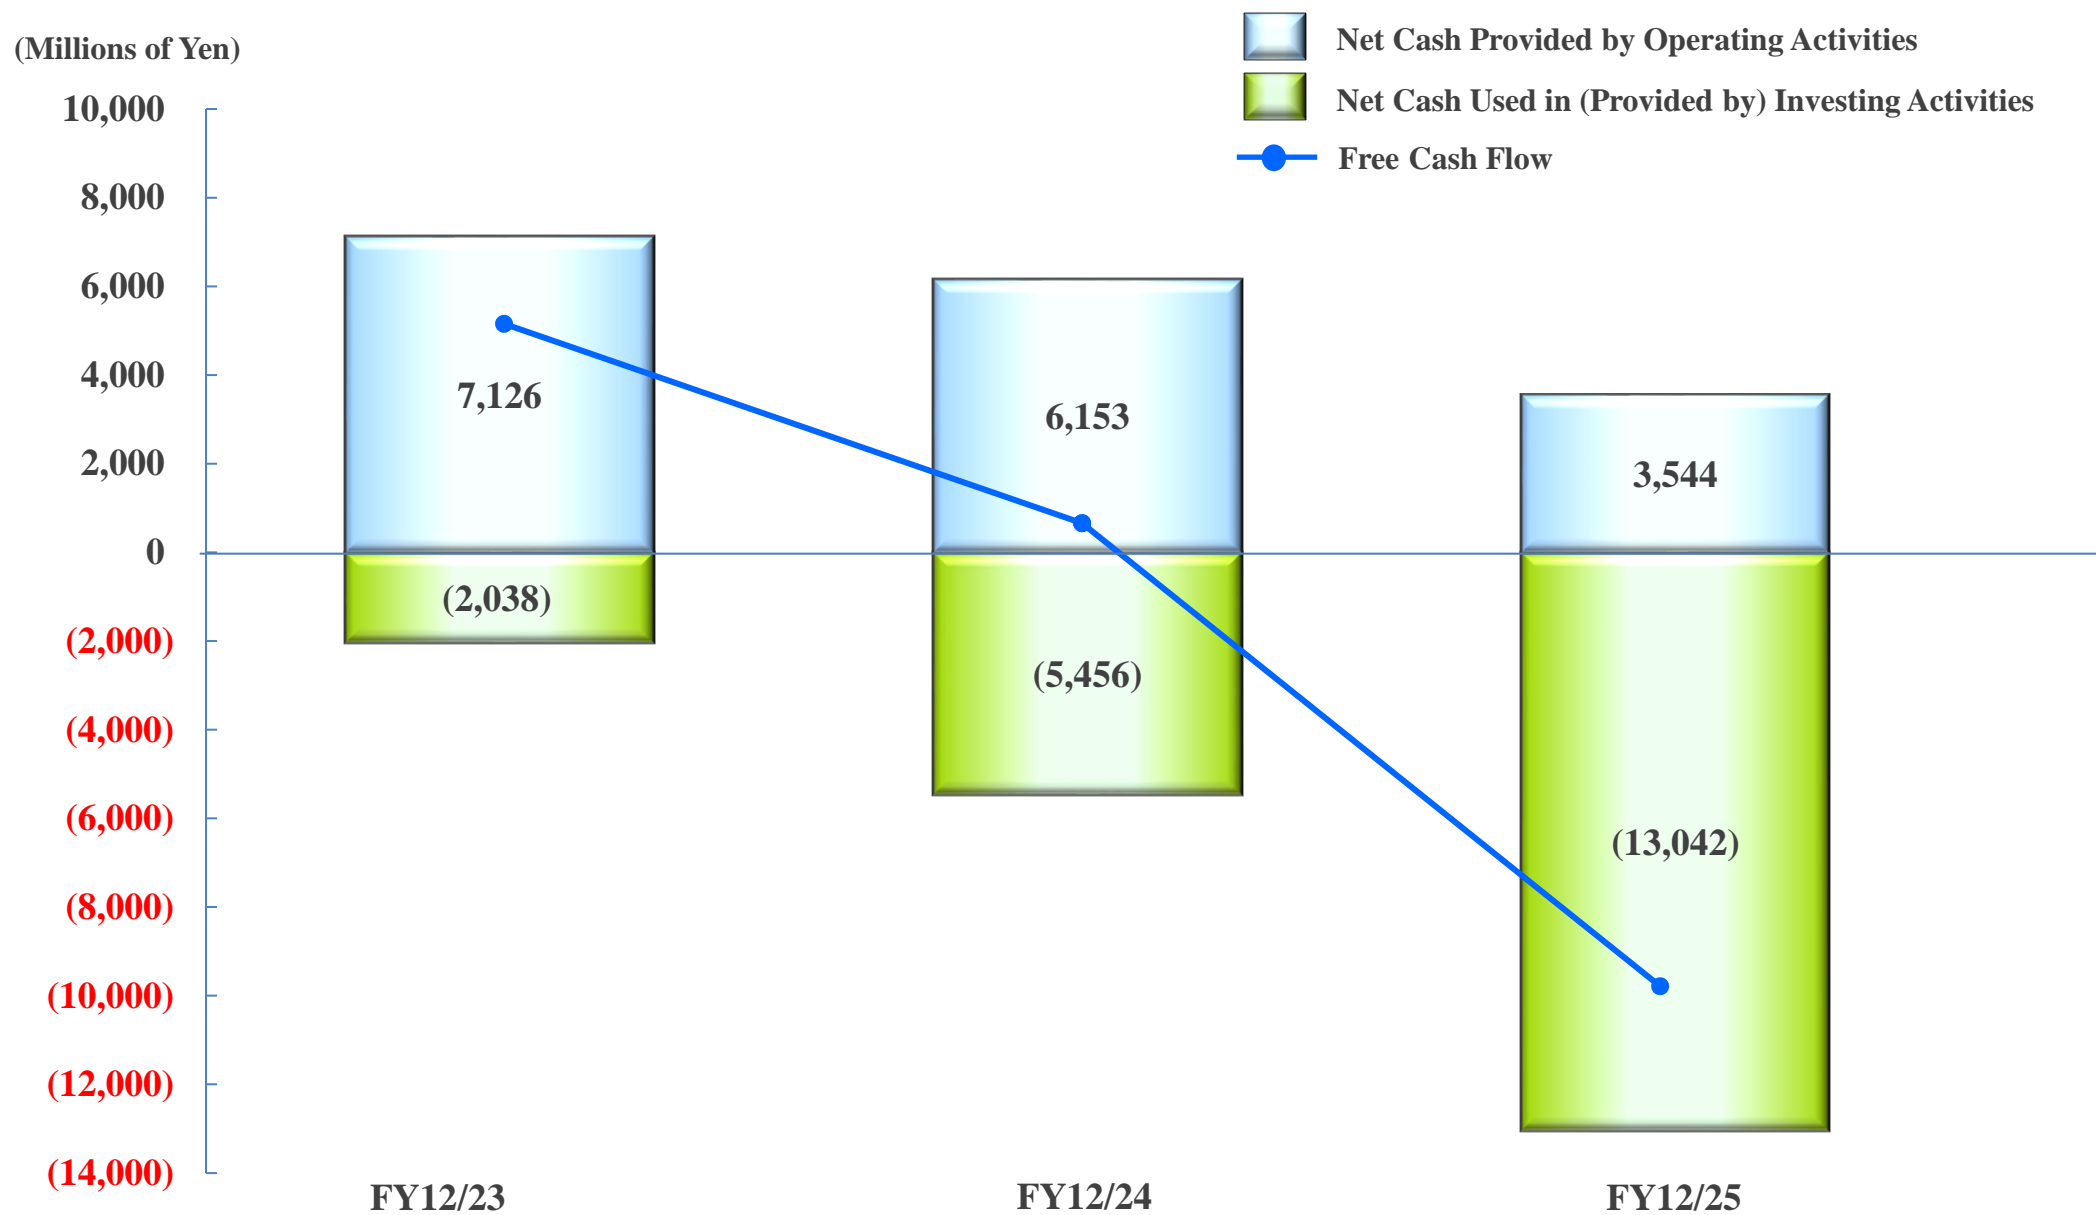 (Millions of Yen)
Net Cash Provided by Operating Activities
Net Cash Used in (Provided by) Investing Activities
Free Cash Flow
10,000
8,000
6,000
4,000
2,000
0
(2,000)
(4,000)
(6,000)
(8,000)
(10,000)
(12,000)
(14,000)
7,126
6,153
3,544
(2,038)
(5,456)
(13,042)
FY12/23
FY12/24
FY12/25